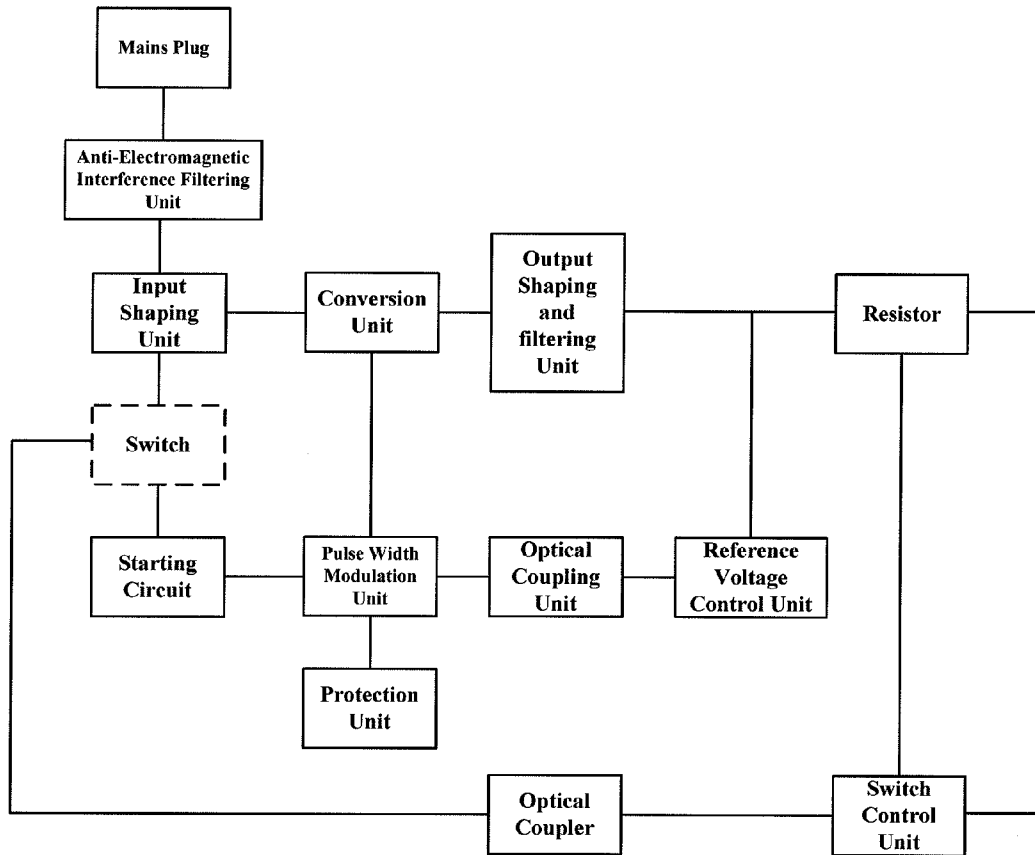 Mains Plug
Anti-Electromagnetic
Interference Filtering
Unit
Input
Shaping
Unit
Conversion
Unit
Output
Shaping
and
filtering
Unit
Resistor
Switch
Starting
Circuit
Pulse Width
Modulation
Unit
Optical
Coupling
Unit
Reference
Voltage
Control Unit
Protection
Unit
Optical
Coupler
Switch
Control
Unit